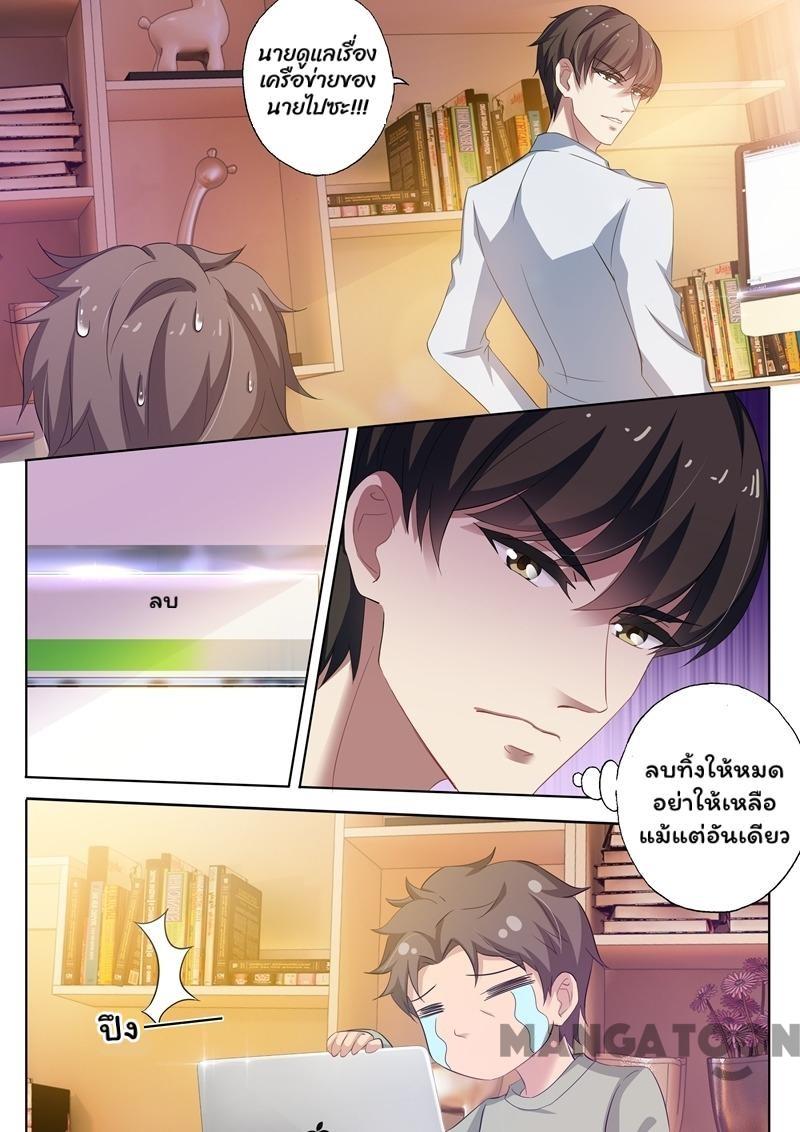 นายดูแลเรื่อง
เครือข่ายของ
นายไปซะ!!!
ลบ
ลบทิ้งให้หมด
อย่าให้เหลือ
แม้แต่อันเดียว
ปึง
MANGATOON